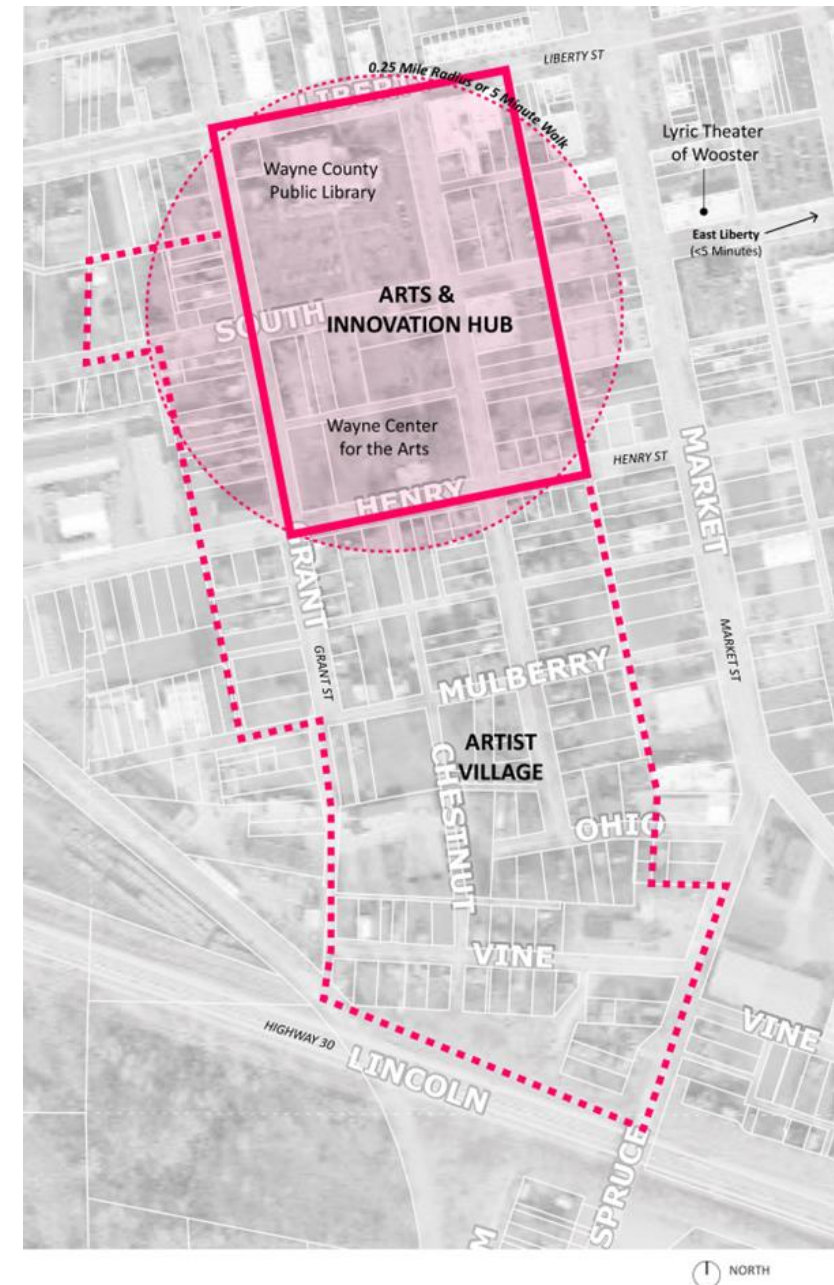 LIBERTY ST
0.25 Mile Radius or 5 Minute Walk
Lyric Theater
of Wooster
Wayne County
Public Library
East Liberty
(<5 Minutes)
ARTS &
INNOVATION HUB
SOUTH
Wayne Center
for the Arts
MARKET
HENRY ST
HENRY
GRANT
GRANT ST
MARKET ST
MULBERRY
ARTIST
VILLAGE
CHESTNUT
OHIO
VINE
VINE
HIGHWAY 30
LINCOLN
SPRUCE
NORTH